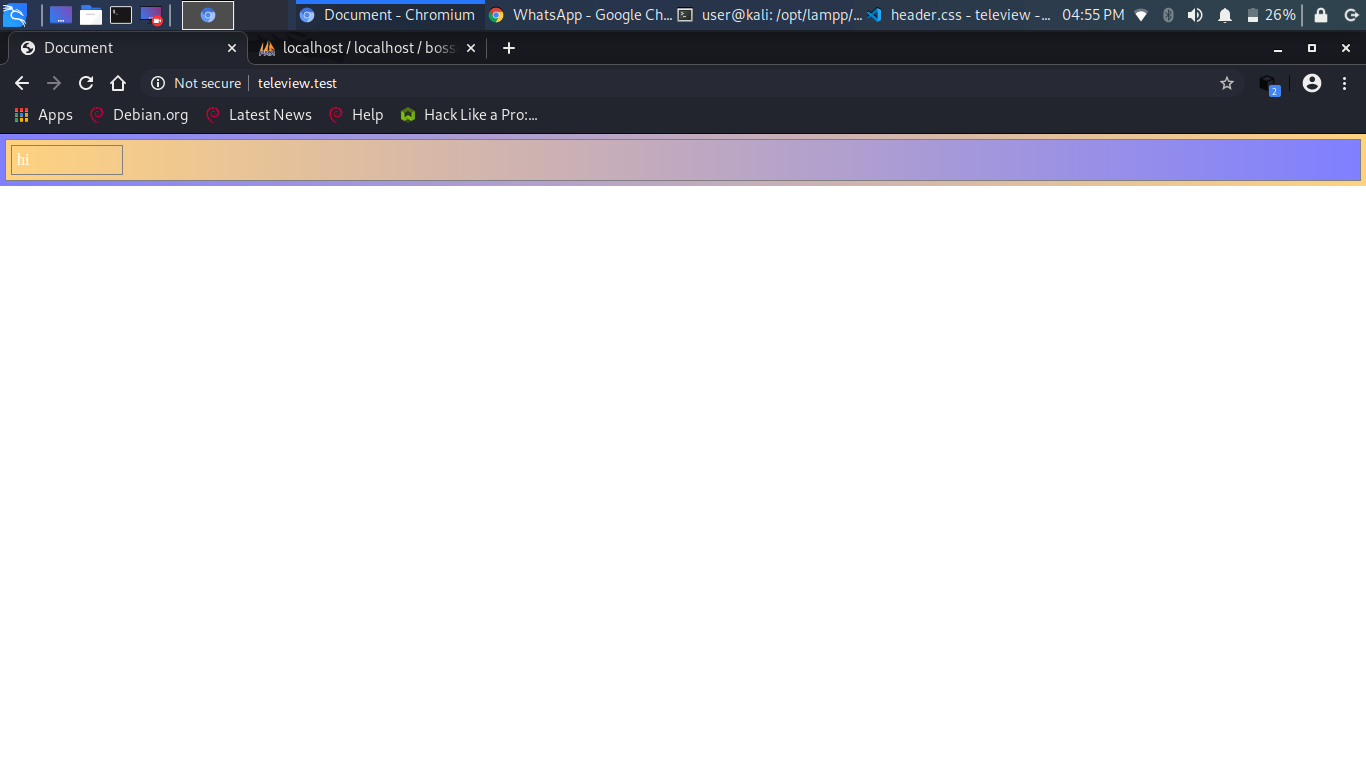 Document - Chromium WhatsApp - Google Ch... user@kali: /opt/lampp/... header.css - teleview -... 04:55 PM 26%
Document localhost / localhost / boss
Not secure teleview.test
2
Apps Debian.org Latest News Help Hack Like a Pro:...
hi